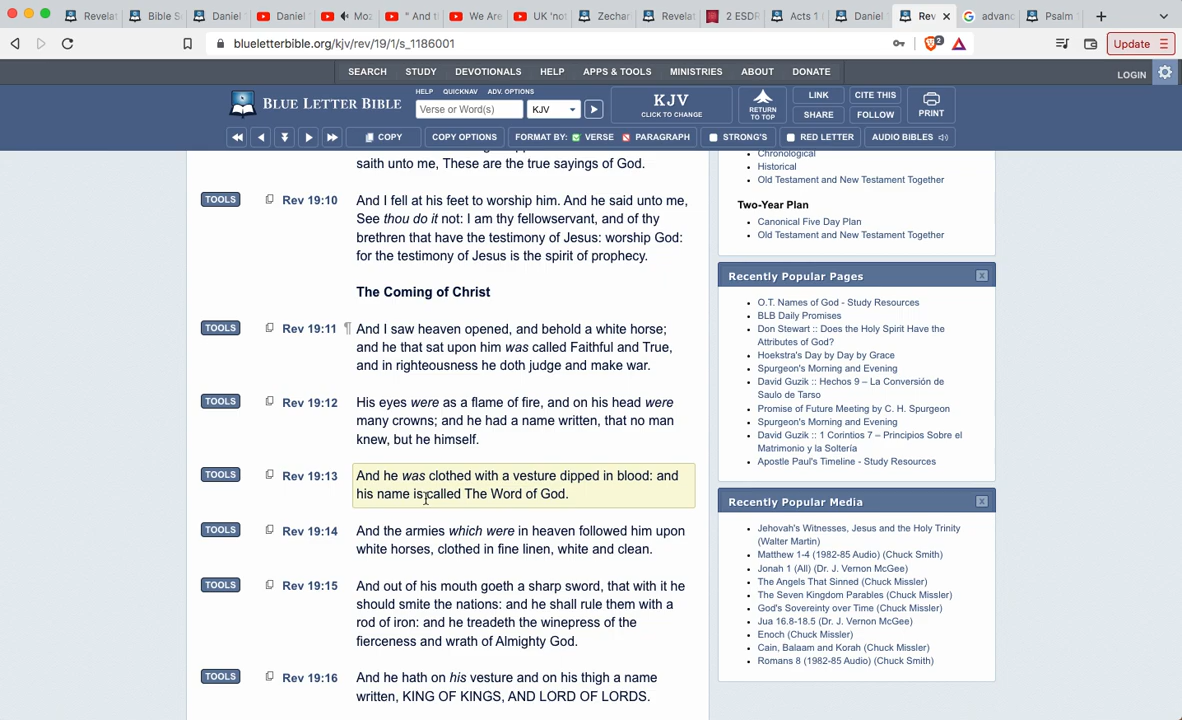 Revelat
Bible S
Daniel
Daniel
Moz
" And t
We Are
UK 'not
Zechar
Revelat
2 ESDR
Acts 1
Daniel
Rev
advanc
Psalm
blueletterbible.org/kjv/rev/19/1/s_1186001
2
Update
SEARCH STUDY DEVOTIONALS HELP APPS & TOOLS MINISTRIES ABOUT DONATE
LOGIN
BLUE LETTER BIBLE
HELP QUICKNAV ADV. OPTIONS
Verse or Word(s)
KJV
KJV
CLICK TO CHANGE
RETURN
TO TOP
LINK
CITE THIS
SHARE
FOLLOW
PRINT
COPY
COPY OPTIONS
FORMAT BY: VERSE PARAGRAPH
STRONG'S
RED LETTER
AUDIO BIBLES
saith unto me, These are the true sayings of God.
TOOLS
Rev 19:10
And I fell at his feet to worship him. And he said unto me,
See thou do it not: I am thy fellowservant, and of thy
brethren that have the testimony of Jesus: worship God:
for the testimony of Jesus is the spirit of prophecy.
The Coming of Christ
TOOLS
Rev 19:11
¶ And I saw heaven opened, and behold a white horse;
and he that sat upon him was called Faithful and True,
and in righteousness he doth judge and make war.
TOOLS
Rev 19:12
His eyes were as a flame of fire, and on his head were
many crowns; and he had a name written, that no man
knew, but he himself.
TOOLS
Rev 19:13
And he was clothed with a vesture dipped in blood: and
his name is called The Word of God.
TOOLS
Rev 19:14
And the armies which were in heaven followed him upon
white horses, clothed in fine linen, white and clean.
TOOLS
Rev 19:15
And out of his mouth goeth a sharp sword, that with it he
should smite the nations: and he shall rule them with a
rod of iron: and he treadeth the winepress of the
fierceness and wrath of Almighty God.
TOOLS
Rev 19:16
And he hath on his vesture and on his thigh a name
written, KING OF KINGS, AND LORD OF LORDS.
Chronological
Historical
Old Testament and New Testament Together
Two-Year Plan
Canonical Five Day Plan
Old Testament and New Testament Together
Recently Popular Pages
x
O.T. Names of God - Study Resources
BLB Daily Promises
Don Stewart :: Does the Holy Spirit Have the
Attributes of God?
Hoekstra's Day by Day by Grace
Spurgeon's Morning and Evening
David Guzik :: Hechos 9 – La Conversión de
Saulo de Tarso
Promise of Future Meeting by C. H. Spurgeon
Spurgeon's Morning and Evening
David Guzik :: 1 Corintios 7 – Principios Sobre el
Matrimonio y la Soltería
Apostle Paul's Timeline - Study Resources
Recently Popular Media
x
Jehovah's Witnesses, Jesus and the Holy Trinity
(Walter Martin)
Matthew 1-4 (1982-85 Audio) (Chuck Smith)
Jonah 1 (All) (Dr. J. Vernon McGee)
The Angels That Sinned (Chuck Missler)
The Seven Kingdom Parables (Chuck Missler)
God's Sovereinty over Time (Chuck Missler)
Jua 16.8-18.5 (Dr. J. Vernon McGee)
Enoch (Chuck Missler)
Cain, Balaam and Korah (Chuck Missler)
Romans 8 (1982-85 Audio) (Chuck Smith)